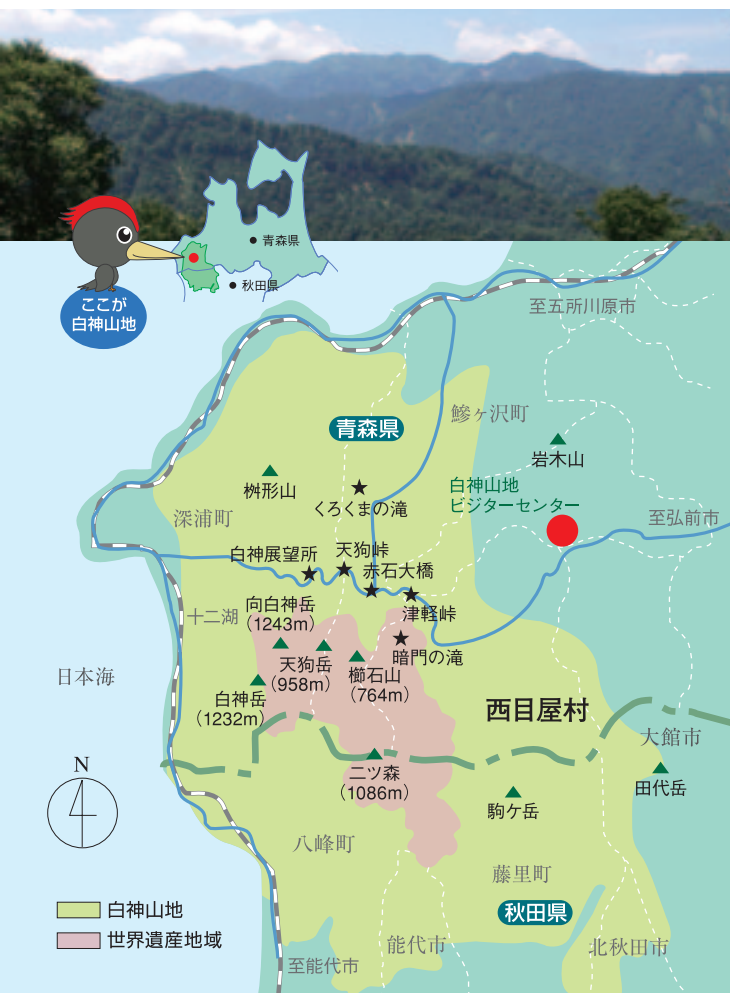 青森県
秋田県
ここが
白神山地
至五所川原市
鰺ヶ沢町
青森県
岩木山
桝形山
くろくまの滝
白神山地
ビジターセンター
深浦町
至弘前市
白神展望所
天狗峠
赤石大橋
十二湖
向白神岳
(1243m)
津軽峠
暗門の滝
天狗岳
(958m)
櫛石山
(764m)
日本海
白神岳
(1232m)
西目屋村
大館市
N
二ツ森
(1086m)
田代岳
駒ケ岳
八峰町
藤里町
白神山地
秋田県
世界遺産地域
能代市
北秋田市
至能代市